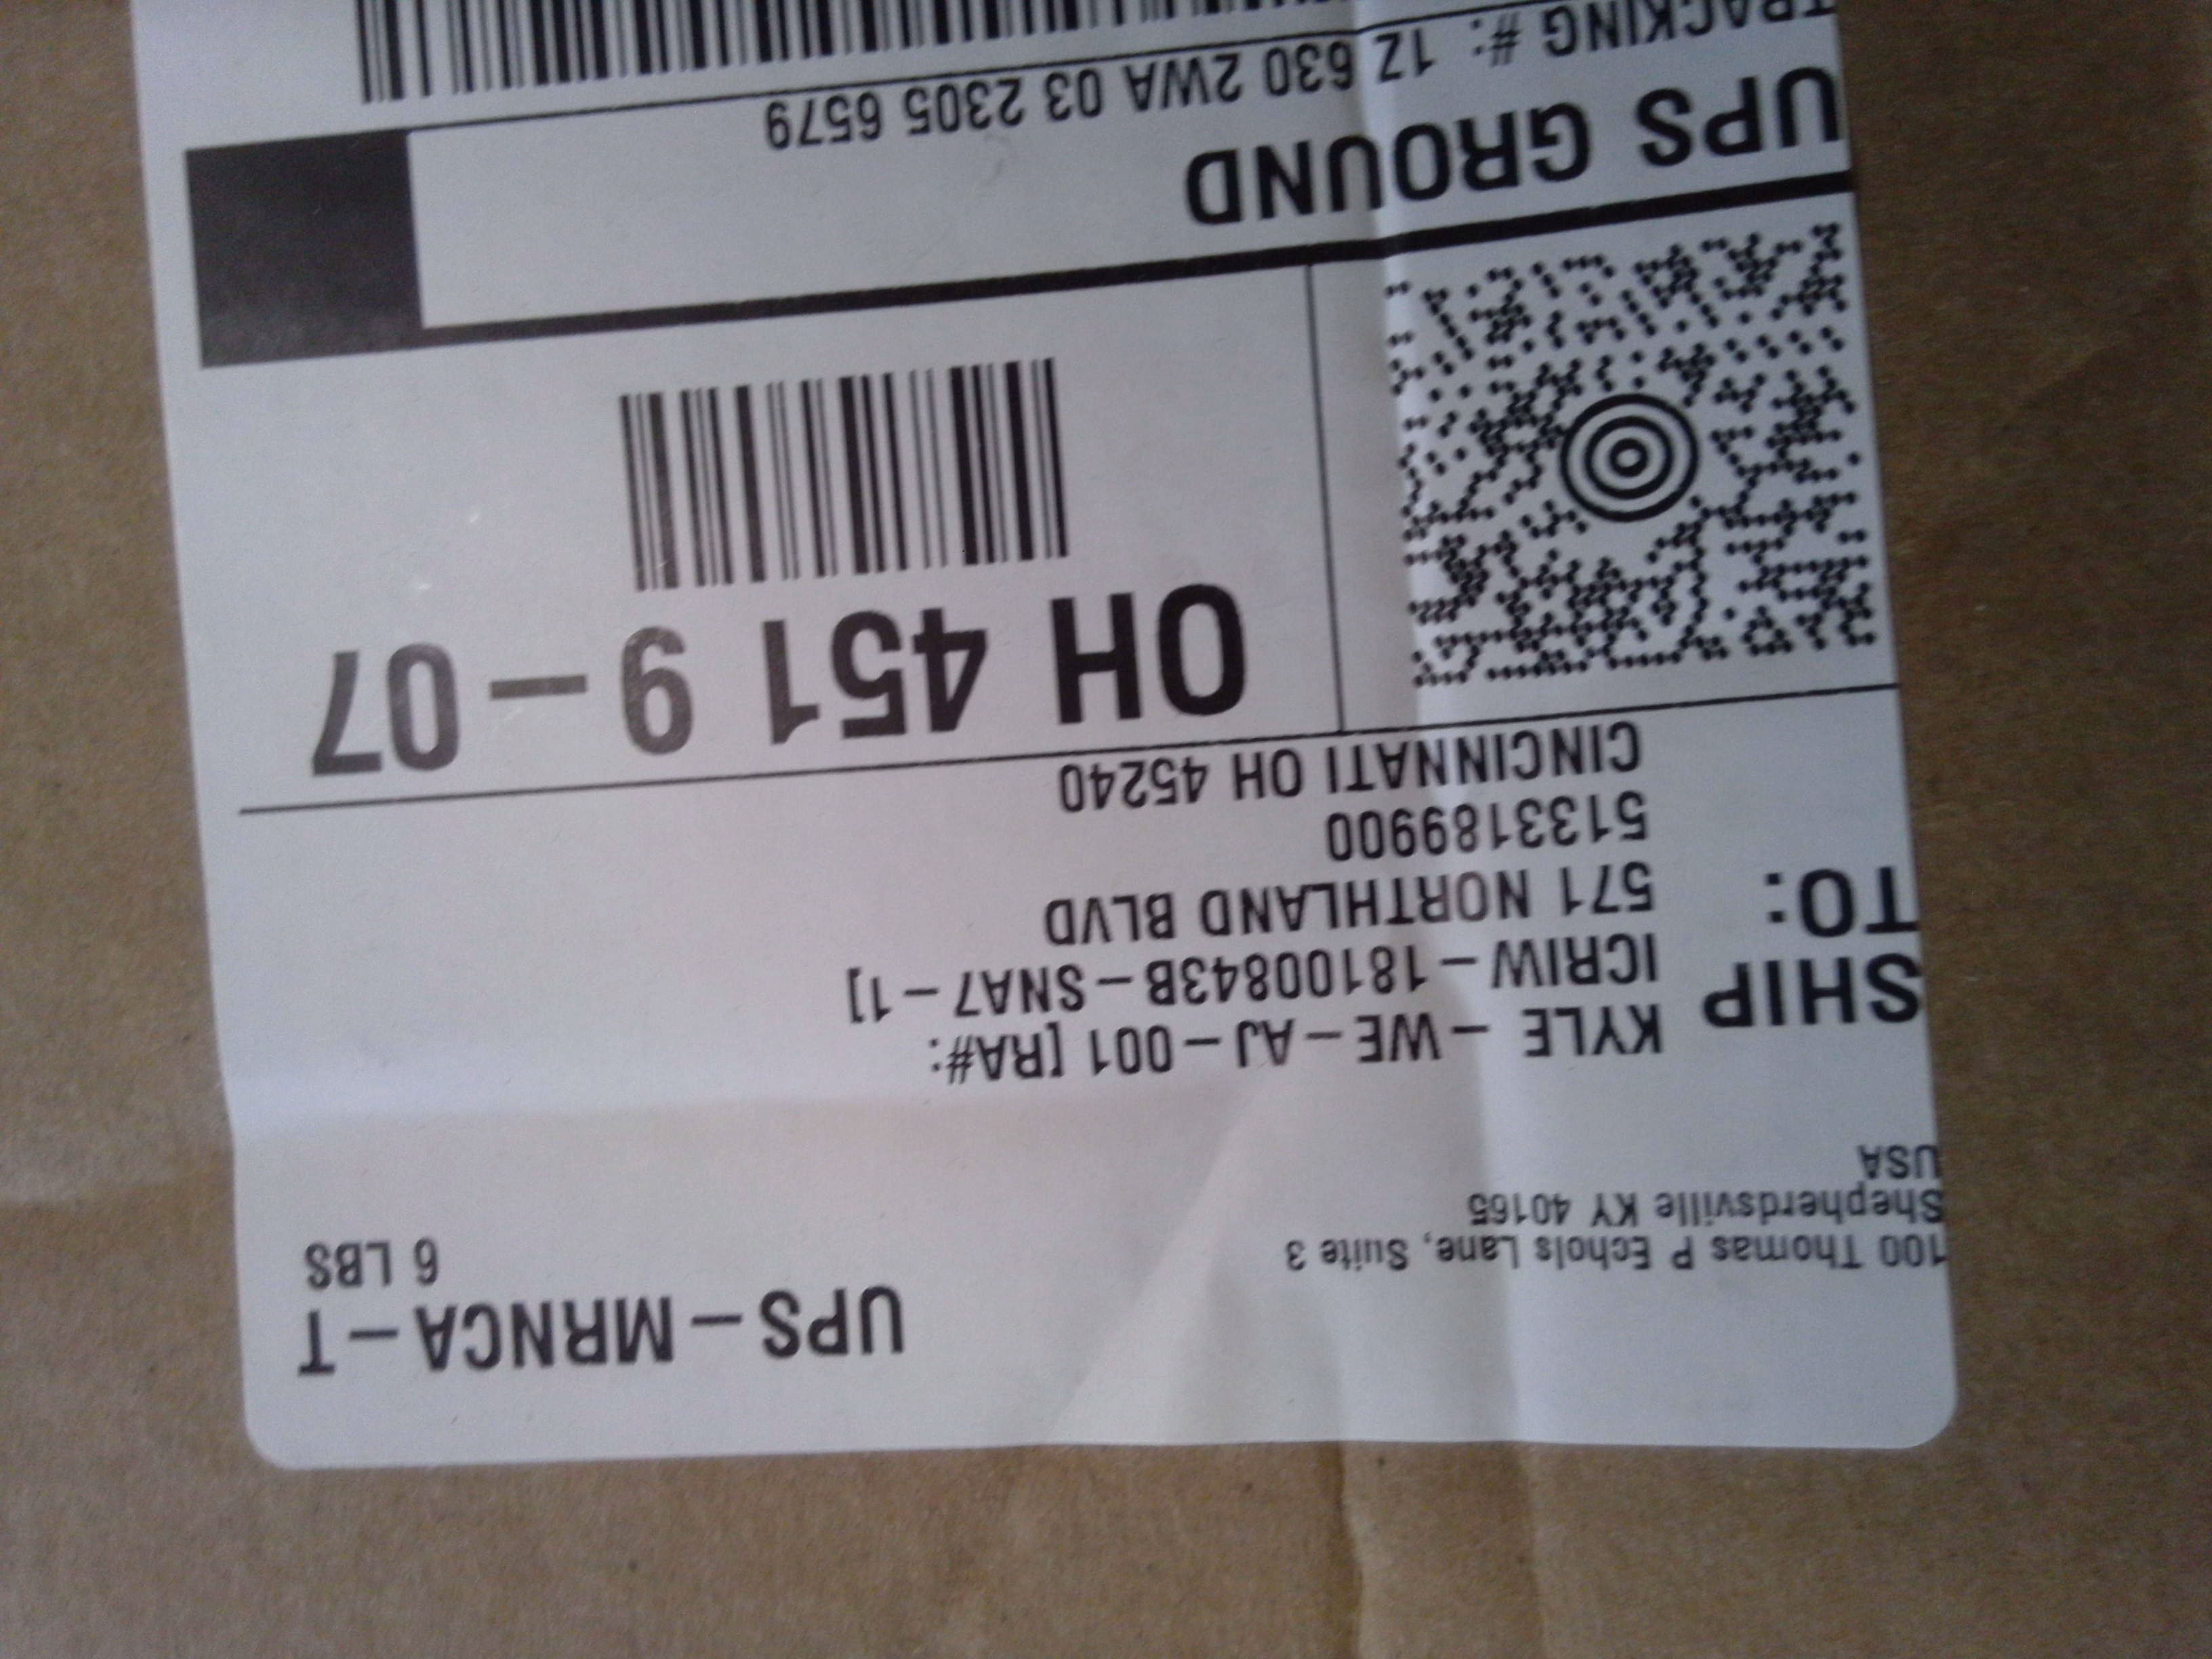 UPS-MRNCA-T
6 LBS
100 Thomas P Echols Lane, Suite 3
Shepherdsville KY 40165
USA
SHIP
TO:
KYLE -WE-AJ-001 [RA#:
ICRIW-18100843B-SNA7-1]
571 NORTHLAND BLVD
5133189900
CINCINNATI OH 45240
OH 451 9-07
UPS GROUND
TRACKING #: 1Z 630 2WA 03 2305 6579